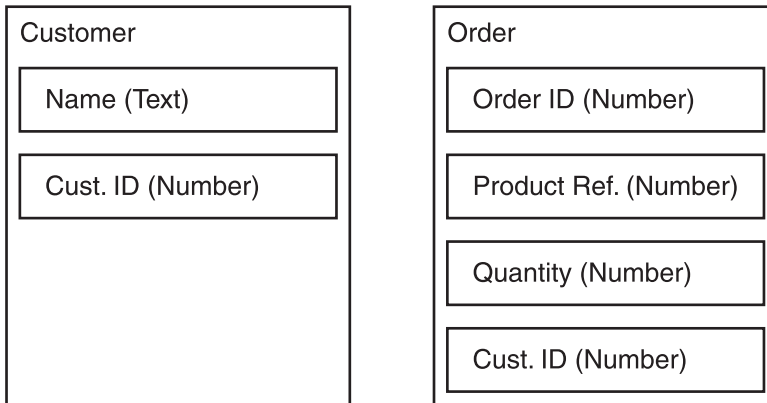 Customer
Name (Text)
Cust. ID (Number)
Order
Order ID (Number)
Product Ref. (Number)
Quantity (Number)
Cust. ID (Number)